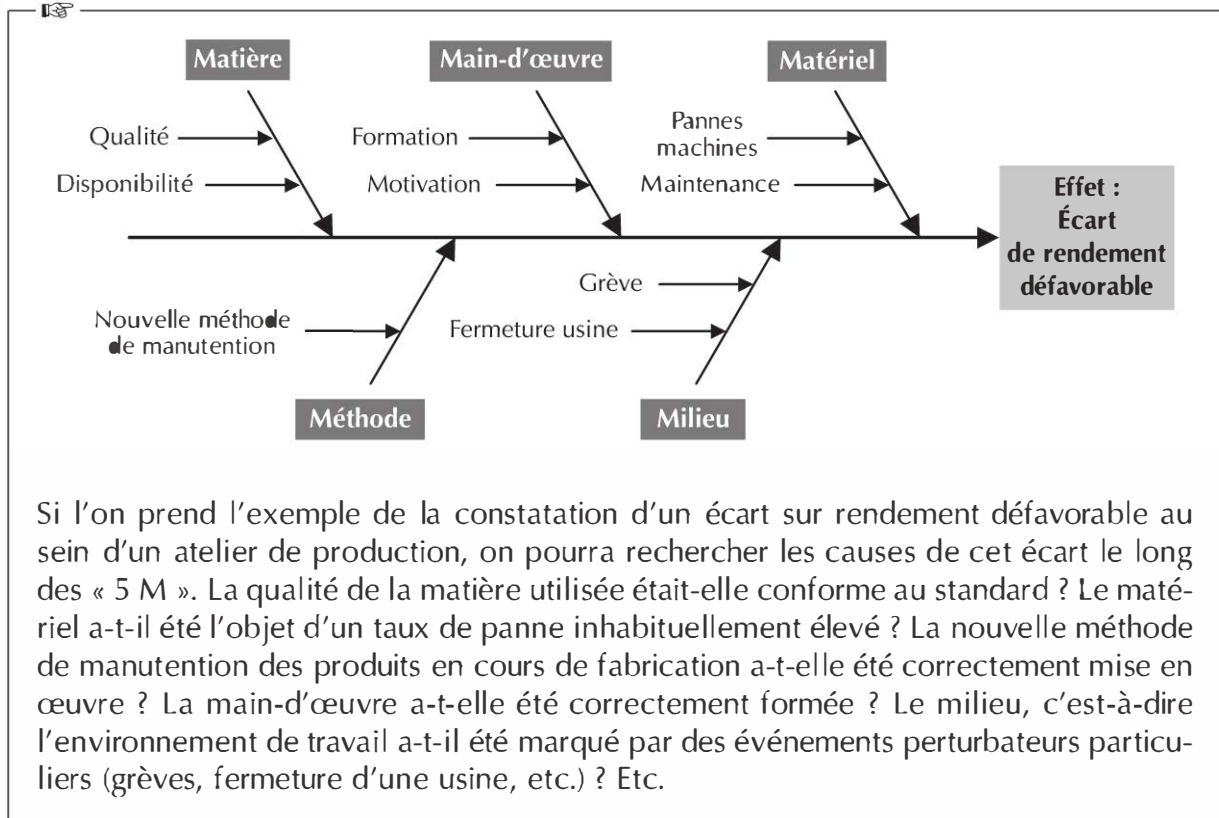 Matière
Main-d'œuvre
Matériel
Qualité
Disponibilité
Formation
Motivation
Pannes
machines
Maintenance
Effet :
Écart
de rendement
défavorable
Nouvelle méthode
de manutention
Grève
Fermeture usine
Méthode
Milieu
Si l'on prend l'exemple de la constatation d'un écart sur rendement défavorable au
sein d'un atelier de production, on pourra rechercher les causes de cet écart le long
des « 5 M ». La qualité de la matière utilisée était-elle conforme au standard ? Le maté-
riel a-t-il été l'objet d'un taux de panne inhabituellement élevé ? La nouvelle méthode
de manutention des produits en cours de fabrication a-t-elle été correctement mise en
œuvre ? La main-d'œuvre a-t-elle été correctement formée ? Le milieu, c'est-à-dire
l'environnement de travail a-t-il été marqué par des événements perturbateurs particu-
liers (grèves, fermeture d'une usine, etc.) ? Etc.